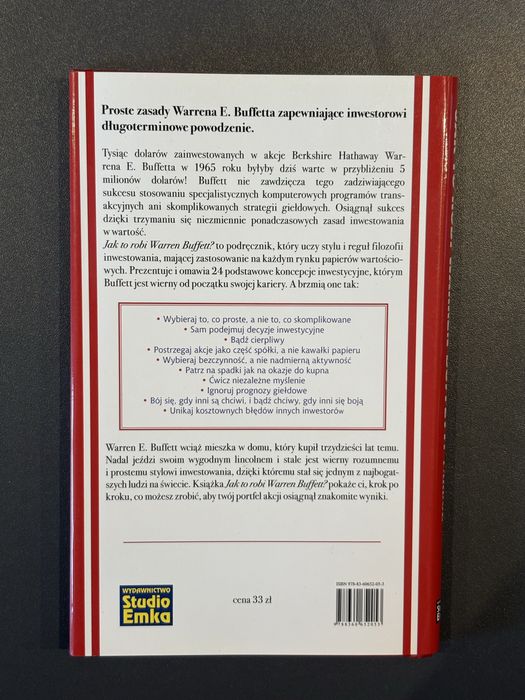 Proste zasady Warrena E. Buffetta zapewniające inwestorowi
długoterminowe powodzenie.
Tysiąc dolarów zainwestowanych w akcje Berkshire Hathaway War-
rena E. Buffetta w 1965 roku byłyby dziś warte w przybliżeniu 5
milionów dolarów! Buffett nie zawdzięcza tego zadziwiającego
sukcesu stosowaniu specjalistycznych komputerowych programów trans-
akcyjnych ani skomplikowanych strategii giełdowych. Osiągnął sukces
dzięki trzymaniu się niezmiennie ponadczasowych zasad inwestowania
w wartość.
Jak to robi Warren Buffett? to podręcznik, który uczy stylu i reguł filozofii
inwestowania, mającej zastosowanie na każdym rynku papierów wartościo-
wych. Prezentuje i omawia 24 podstawowe koncepcje inwestycyjne, którym
Buffett jest wierny od początku swojej kariery. A brzmią one tak:
• Wybieraj to, co proste, a nie to, co skomplikowane
• Sam podejmuj decyzje inwestycyjne
• Bądź cierpliwy
• Postrzegaj akcje jako część spółki, a nie kawałki papieru
• Wybieraj bezczynność, a nie nadmierną aktywność
• Patrz na spadki jak na okazje do kupna
• Ćwicz niezależne myślenie
• Ignoruj prognozy giełdowe
• Bój się, gdy inni są chciwi, i bądź chciwy, gdy inni się boją
• Unikaj kosztownych błędów innych inwestorów
Warren E. Buffett wciąż mieszka w domu, który kupił trzydzieści lat temu.
Nadal jeździ swoim wygodnym lincolnem i stale jest wierny rozumnemu
i prostemu stylowi inwestowania, dzięki któremu stał się jednym z najbogat-
szych ludzi na świecie. Książka Jak to robi Warren Buffett? pokaże ci, krok po
kroku, co możesz zrobić, aby twój portfel akcji osiągnął znakomite wyniki.
WYDAWNICTWO
Studio
Emka
cena 33 zł
ISBN 978-83-60652-03-3
9 788360 652033